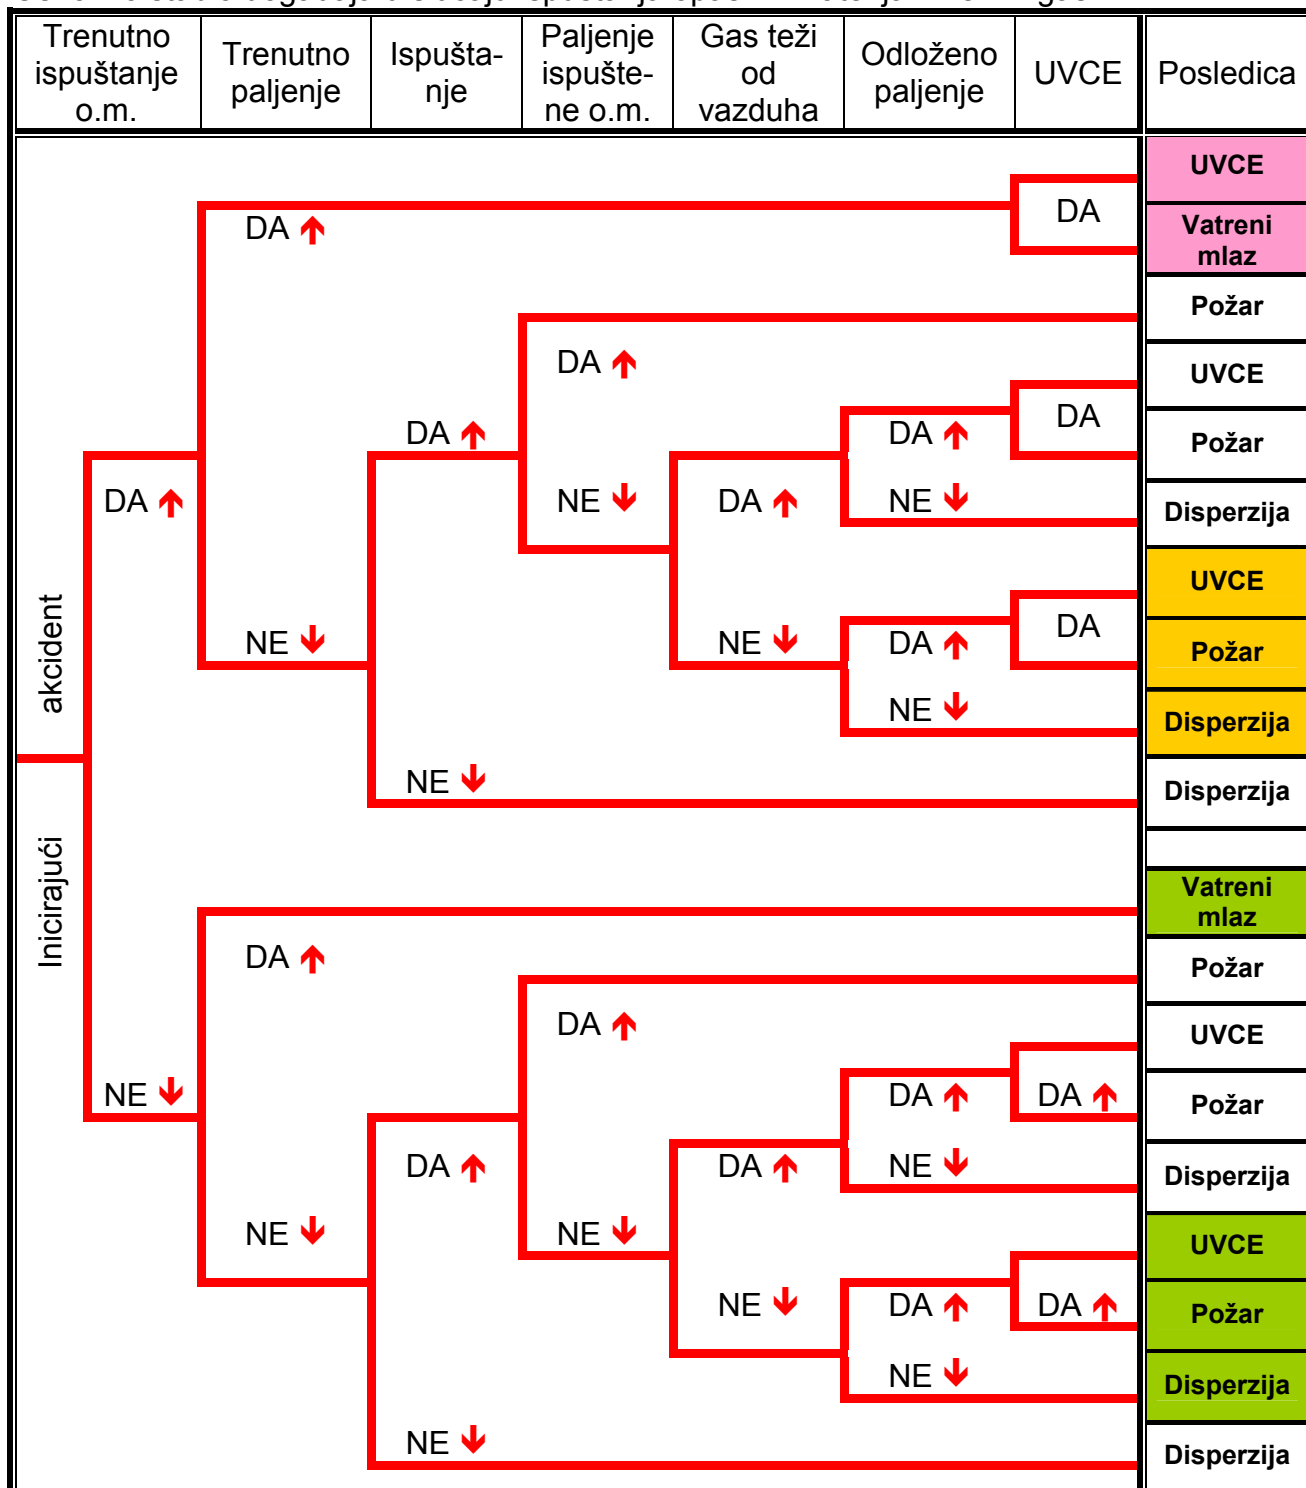 Trenutno
ispuštanje
o.m.
Trenutno
paljenje
Ispušta-
nje
Paljenje
ispušte-
ne o.m.
Gas teži
od
vazduha
Odloženo
paljenje
UVCE
Posledica
UVCE
DA
DA
Vatreni
mlaz
Požar
DA
UVCE
DA
DA
DA
Požar
DA
NE
DA
NE
Disperzija
UVCE
akcident
DA
NE
NE
DA
Požar
NE
Disperzija
NE
Disperzija
Inicirajući
Vatreni
mlaz
DA
Požar
DA
UVCE
NE
DA
DA
Požar
DA
DA
NE
Disperzija
NE
NE
UVCE
NE
DA
DA
Požar
NE
Disperzija
NE
Disperzija